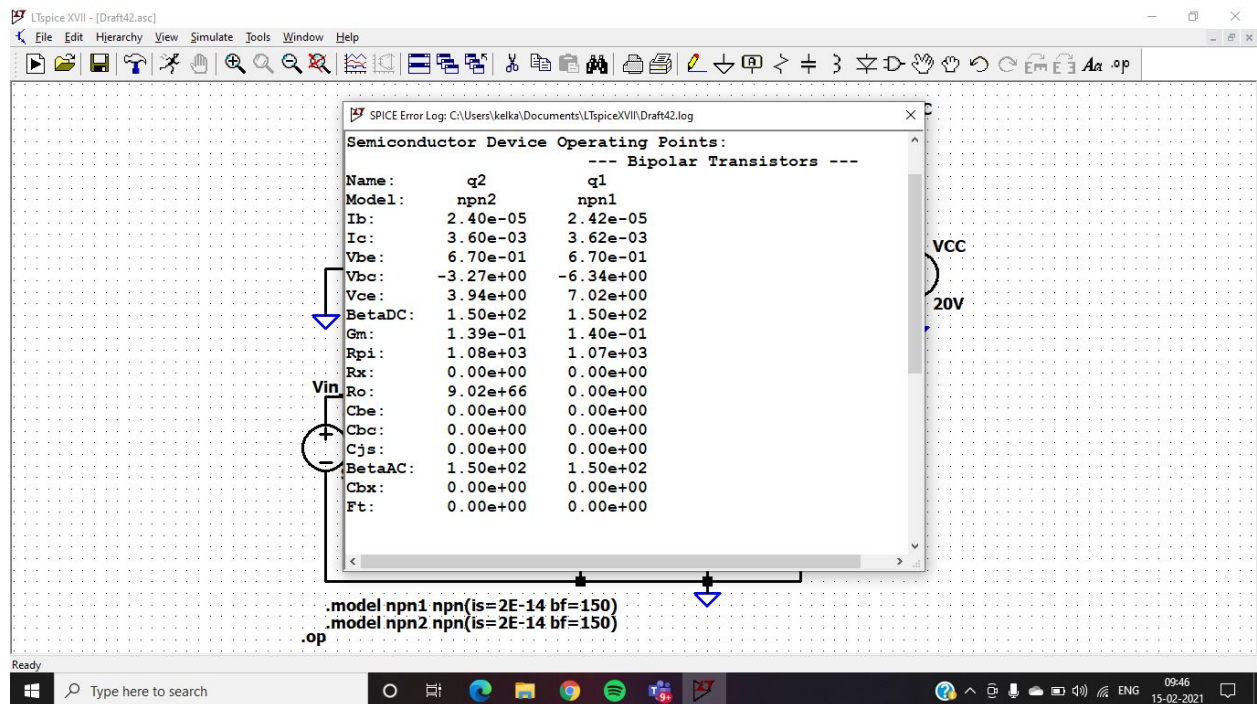 LTspice XVII - [Draft42.asc]
File Edit Hierarchy View Simulate Tools Window Help
Aa .op
SPICE Error Log: C:\Users\kelka\Documents\LTspiceXVII\Draft42.log
Semiconductor Device Operating Points:
--- Bipolar Transistors ---
Name: q2 q1
Model: npn2 npn1
Ib: 2.40e-05 2.42e-05
Ic: 3.60e-03 3.62e-03
Vbe: 6.70e-01 6.70e-01
Vbc: -3.27e+00 -6.34e+00
Vce: 3.94e+00 7.02e+00
BetaDC: 1.50e+02 1.50e+02
Gm: 1.39e-01 1.40e-01
Rpi: 1.08e+03 1.07e+03
Rx: 0.00e+00 0.00e+00
Ro: 9.02e+66 0.00e+00
Cbe: 0.00e+00 0.00e+00
Cbc: 0.00e+00 0.00e+00
Cjs: 0.00e+00 0.00e+00
BetaAC: 1.50e+02 1.50e+02
Cbx: 0.00e+00 0.00e+00
Ft: 0.00e+00 0.00e+00
VCC
20V
Vin
.model npn1 npn(is=2E-14 bf=150)
.model npn2 npn(is=2E-14 bf=150)
.op
Ready
Type here to search
9+
ENG
09:46
15-02-2021